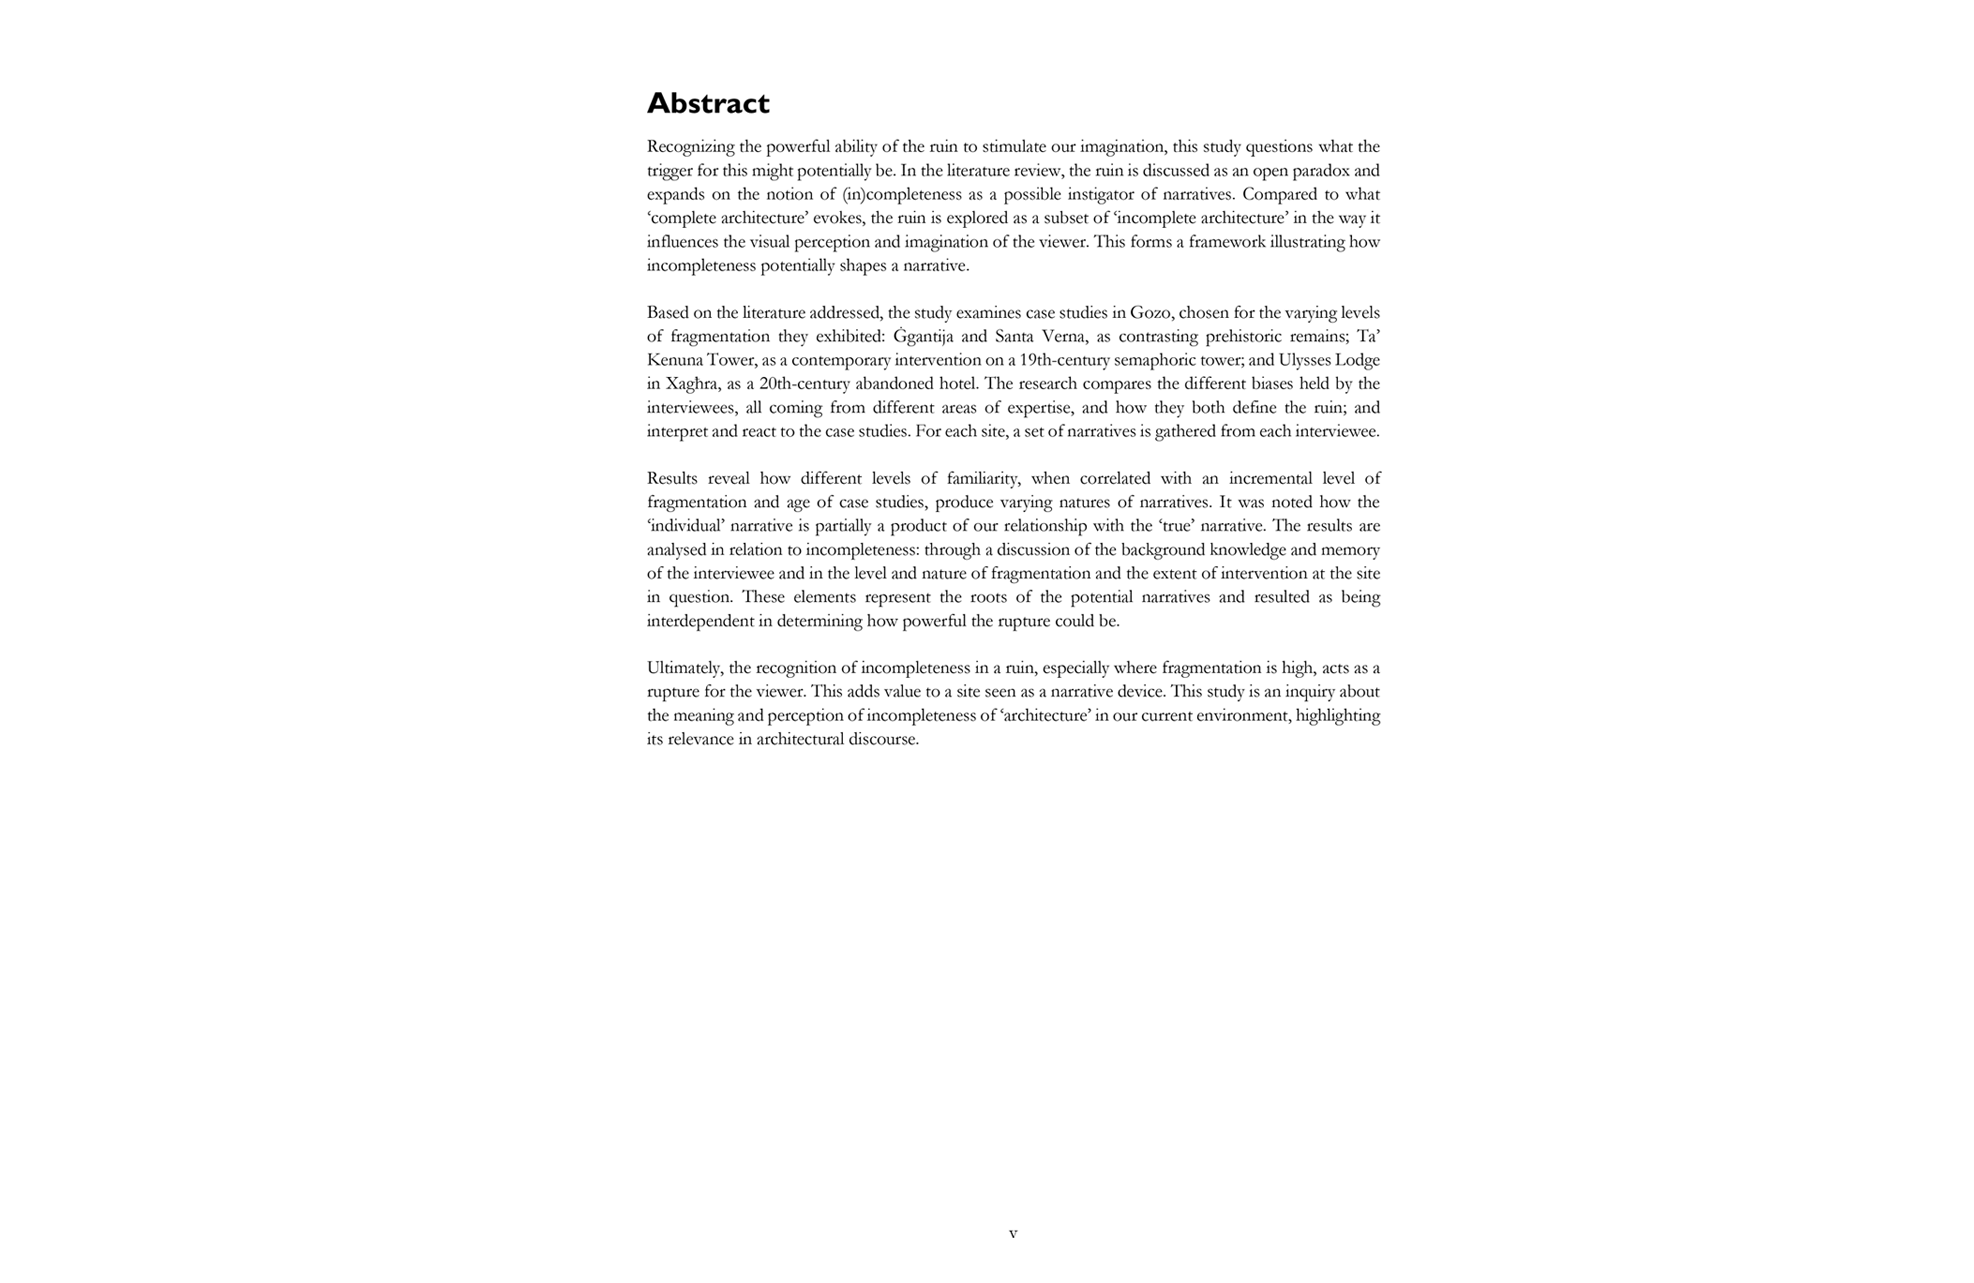 Abstract
Recognizing the powerful ability of the ruin to stimulate our imagination, this study questions what the
trigger for this might potentially be. In the literature review, the ruin is discussed as an open paradox and
expands on the notion of (in)completeness as a possible instigator of narratives. Compared to what
‘complete architecture’ evokes, the ruin is explored as a subset of ‘incomplete architecture’ in the way it
influences the visual perception and imagination of the viewer. This forms a framework illustrating how
incompleteness potentially shapes a narrative.
Based on the literature addressed, the study examines case studies in Gozo, chosen for the varying levels
of fragmentation they exhibited: Ġgantija and Santa Verna, as contrasting prehistoric remains; Ta’
Kenuna Tower, as a contemporary intervention on a 19th-century semaphoric tower; and Ulysses Lodge
in Xagħra, as a 20th-century abandoned hotel. The research compares the different biases held by the
interviewees, all coming from different areas of expertise, and how they both define the ruin; and
interpret and react to the case studies. For each site, a set of narratives is gathered from each interviewee.
Results reveal how different levels of familiarity, when correlated with an incremental level of
fragmentation and age of case studies, produce varying natures of narratives. It was noted how the
‘individual’ narrative is partially a product of our relationship with the ‘true’ narrative. The results are
analysed in relation to incompleteness: through a discussion of the background knowledge and memory
of the interviewee and in the level and nature of fragmentation and the extent of intervention at the site
in question. These elements represent the roots of the potential narratives and resulted as being
interdependent in determining how powerful the rupture could be.
Ultimately, the recognition of incompleteness in a ruin, especially where fragmentation is high, acts as a
rupture for the viewer. This adds value to a site seen as a narrative device. This study is an inquiry about
the meaning and perception of incompleteness of ‘architecture’ in our current environment, highlighting
its relevance in architectural discourse.
v